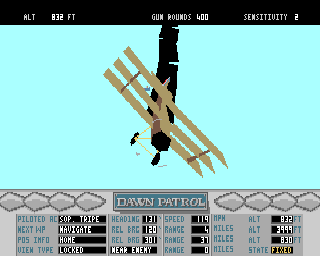 ALT 832 FT GUN ROUNDS 400 SENSITIVITY 2
DAWN PATROL
PILOTED AC SOP. TRIPE HEADING 131 SPEED 119 MPH ALT 832 FT
NEXT WP NAVIGATE REL BRG 120 RANGE 4 MILES ALT 3999 FT
POS INFO HOME REL BRG 301 RANGE 37 MILES ALT 830 FT
VIEW TYPE LOCKED NEAR ENEMY RANGE 0 MILES STATE FIXED